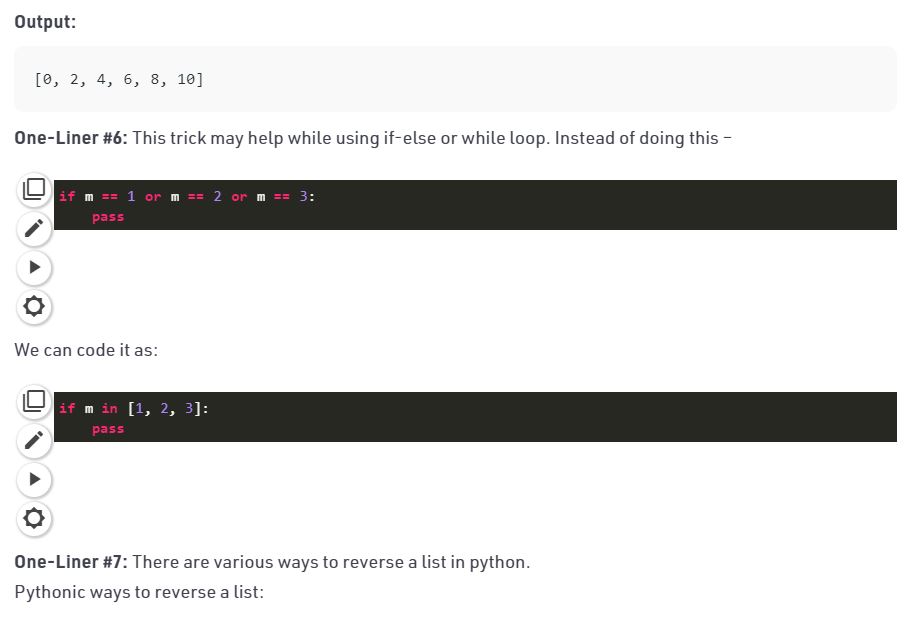 Output:
[0, 2, 4, 6, 8, 10]
One-Liner #6: This trick may help while using if-else or while loop. Instead of doing this –
if m == 1 or m == 2 or m == 3:
    pass
We can code it as:
if m in [1, 2, 3]:
    pass
One-Liner #7: There are various ways to reverse a list in python.
Pythonic ways to reverse a list: